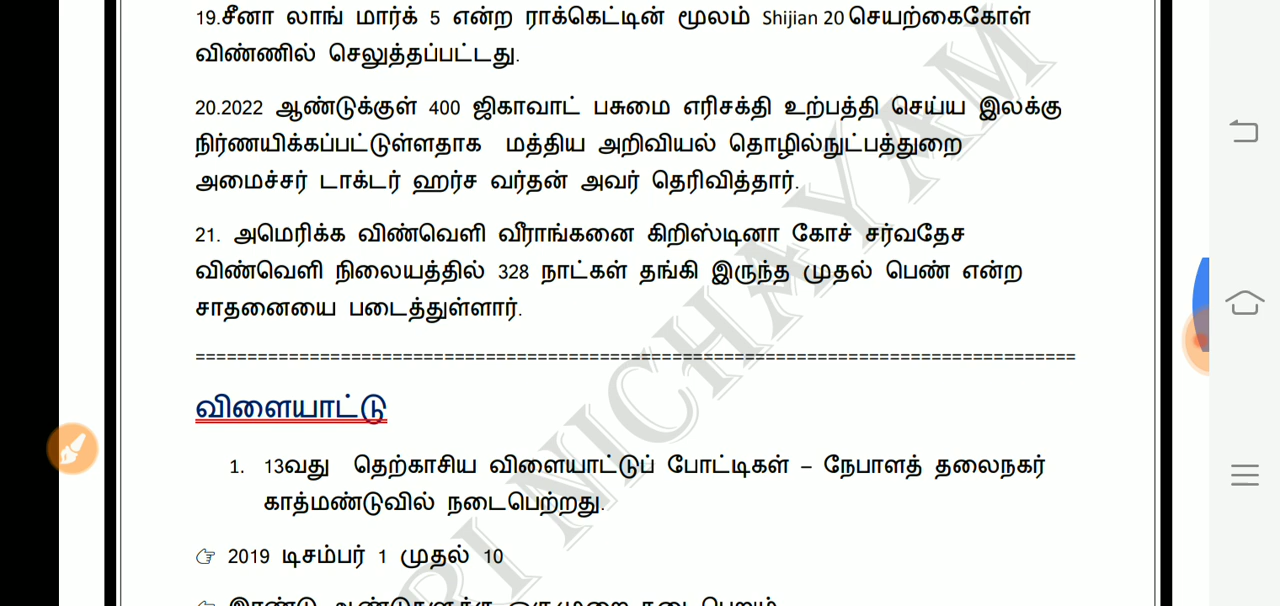 19.சீனா லாங் மார்க் 5 என்ற ராக்கெட்டின் மூலம் Shijian 20 செயற்கைகோள்
விண்ணில் செலுத்தப்பட்டது.
20.2022 ஆண்டுக்குள் 400 ஜிகாவாட் பசுமை எரிசக்தி உற்பத்தி செய்ய இலக்கு
நிர்ணயிக்கப்பட்டுள்ளதாக மத்திய அறிவியல் தொழில்நுட்பத்துறை
அமைச்சர் டாக்டர் ஹர்ச வர்தன் அவர் தெரிவித்தார்.
21. அமெரிக்க விண்வெளி வீராங்கனை கிறிஸ்டினா கோச் சர்வதேச
விண்வெளி நிலையத்தில் 328 நாட்கள் தங்கி இருந்த முதல் பெண் என்ற
சாதனையை படைத்துள்ளார்.
=====================================================================================
விளையாட்டு
1. 13வது தெற்காசிய விளையாட்டுப் போட்டிகள் – நேபாளத் தலைநகர்
காத்மண்டுவில் நடைபெற்றது.
☞ 2019 டிசம்பர் 1 முதல் 10
RI NICHAYAM